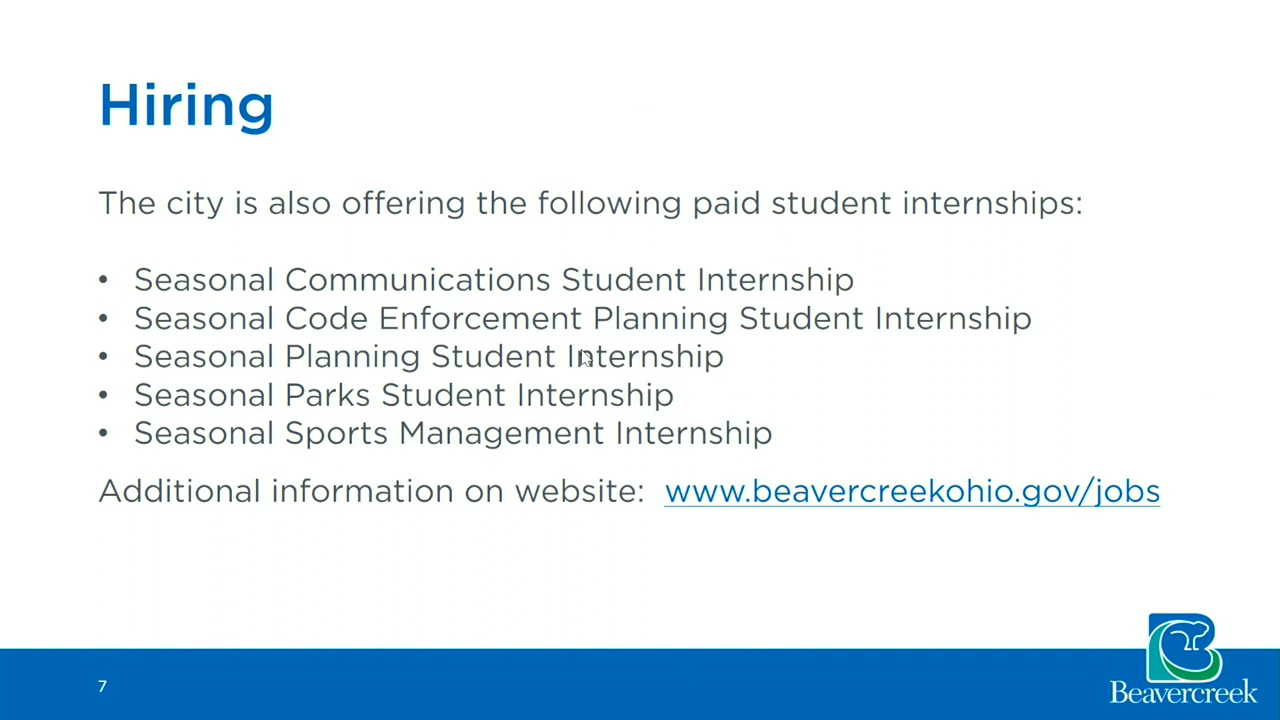 Hiring
The city is also offering the following paid student internships:
• Seasonal Communications Student Internship
• Seasonal Code Enforcement Planning Student Internship
• Seasonal Planning Student Internship
• Seasonal Parks Student Internship
• Seasonal Sports Management Internship
Additional information on website: www.beavercreekohio.gov/jobs
7
Beavercreek